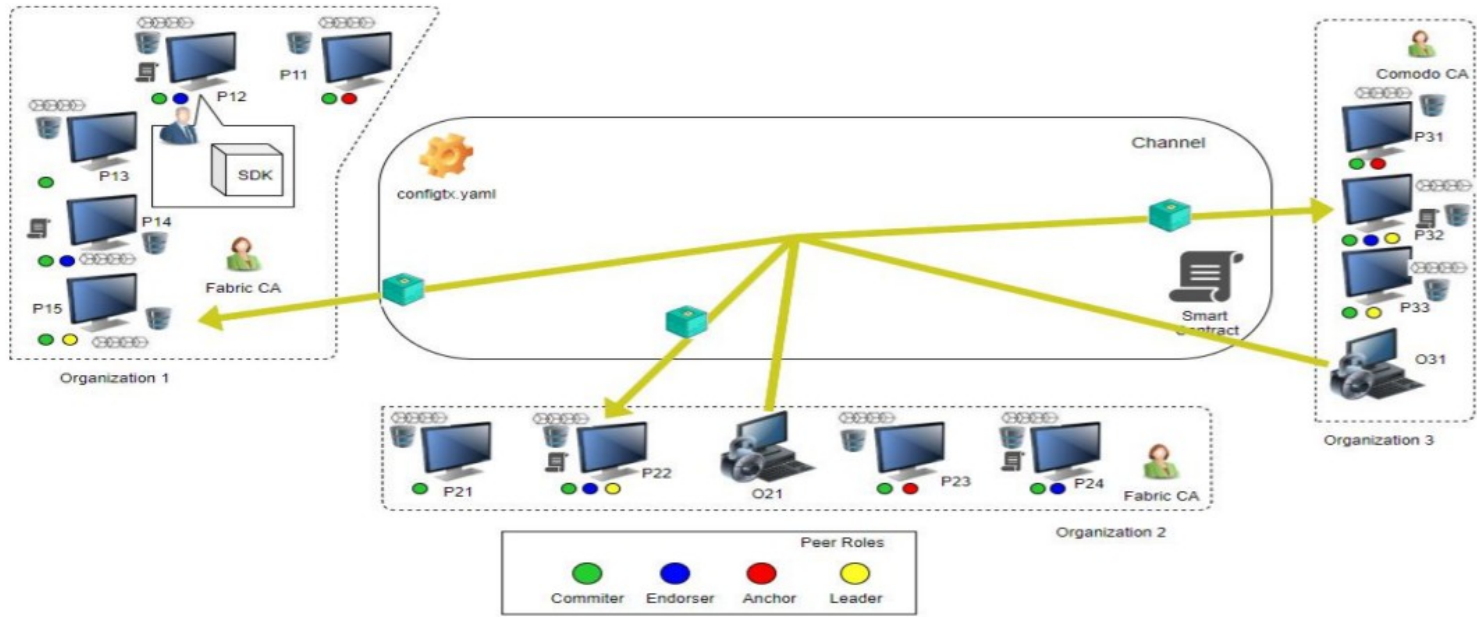 P12
P11
P13
SDK
P14
Fabric CA
P15
Organization 1
configtx.yaml
Channel
Smart
Contract
Comodo CA
P31
P32
P33
O31
Organization 3
P21
P22
O21
P23
P24
Fabric CA
Organization 2
Peer Roles
Commiter Endorser Anchor Leader